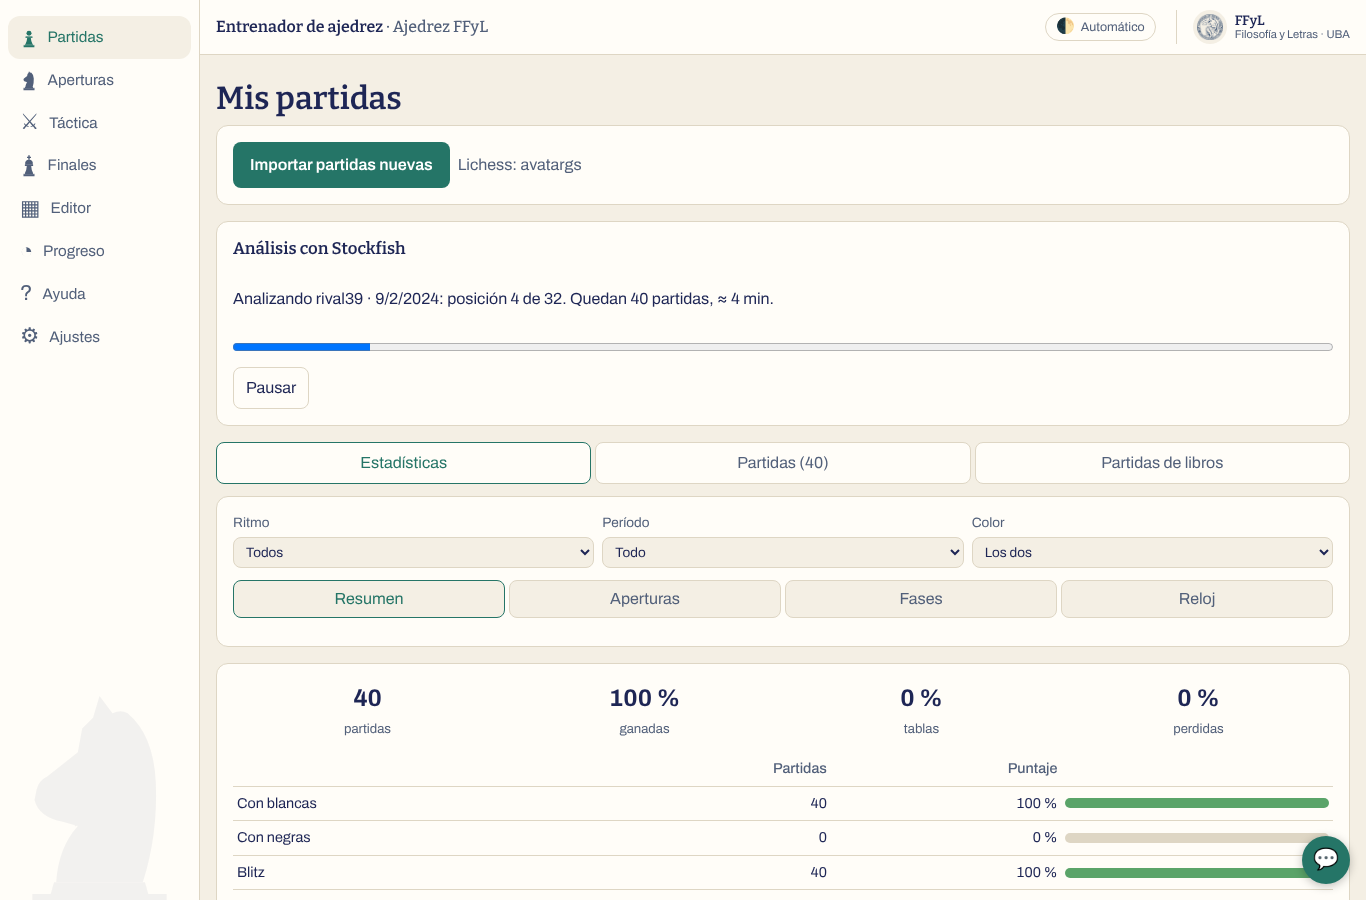 Partidas
Aperturas
Táctica
Finales
Editor
Progreso
? Ayuda
Ajustes
Entrenador de ajedrez · Ajedrez FFyL
Automático
FFyL
Filosofía y Letras · UBA
Mis partidas
Importar partidas nuevas
Lichess: avatargs
Análisis con Stockfish
Analizando rival39 · 9/2/2024: posición 4 de 32. Quedan 40 partidas, ≈ 4 min.
Pausar
Estadísticas
Partidas (40)
Partidas de libros
Ritmo
Período
Color
Todos
Todo
Los dos
Resumen
Aperturas
Fases
Reloj
40
100 %
0 %
0 %
partidas
ganadas
tablas
perdidas
Partidas Puntaje
Con blancas 40 100 %
Con negras 0 0 %
Blitz 40 100 %